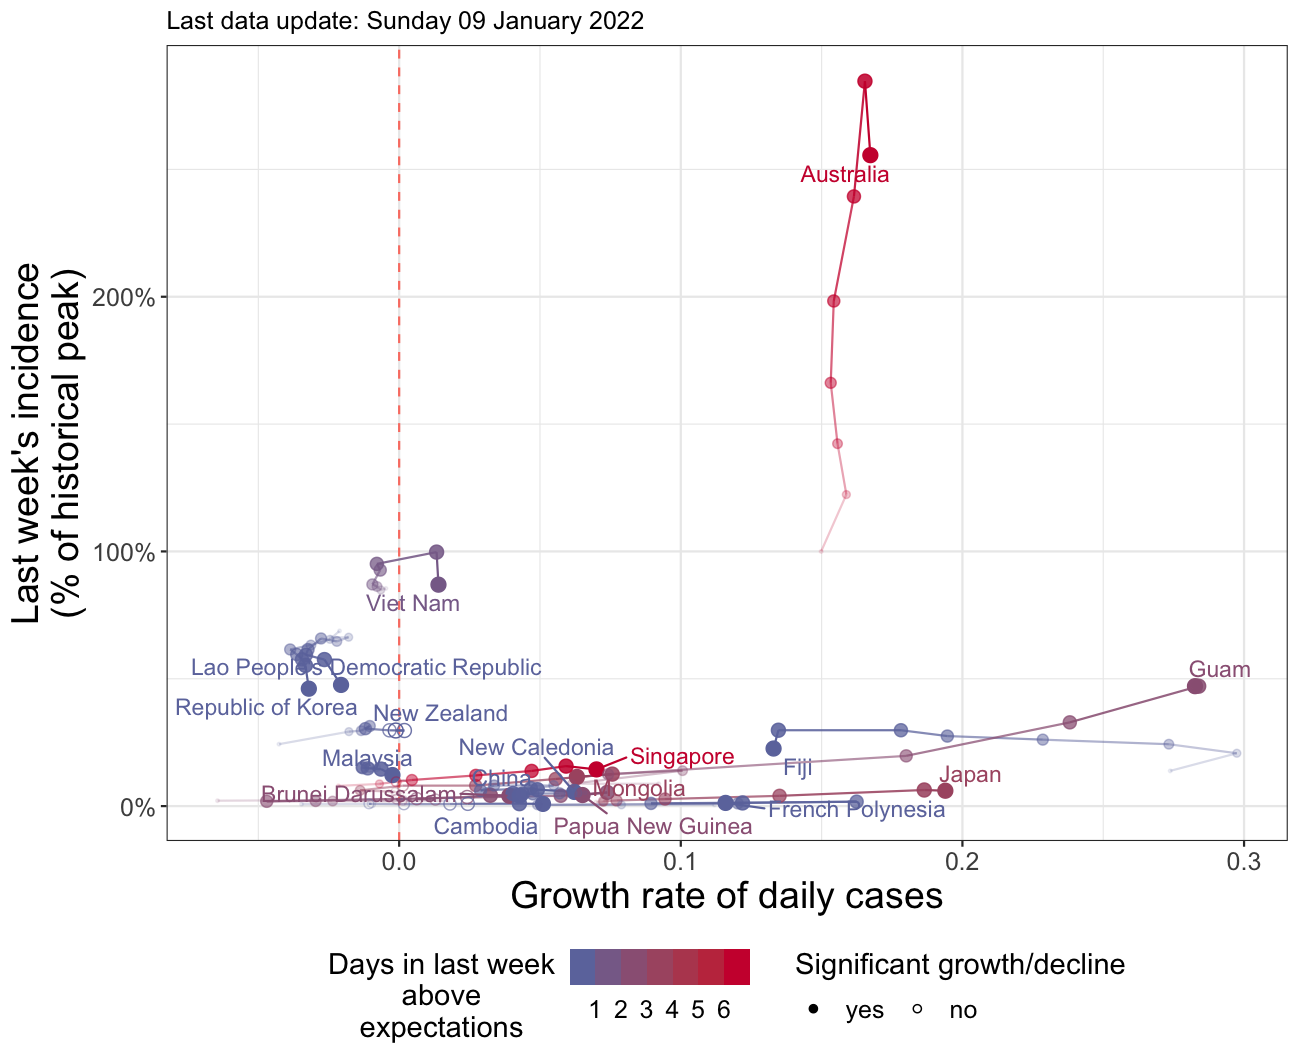 Last data update: Sunday 09 January 2022
Last week's incidence
(% of historical peak)
200%
100%
0%
Australia
Viet Nam
Lao People's Democratic Republic
Republic of Korea
New Zealand
Guam
New Caledonia
Singapore
Malaysia
Fiji
China
Japan
Brunei Darussalam
Mongolia
French Polynesia
Cambodia
Papua New Guinea
0.0
0.1
0.2
0.3
Growth rate of daily cases
Days in last week
above
expectations
1 2 3 4 5 6
Significant growth/decline
yes
no